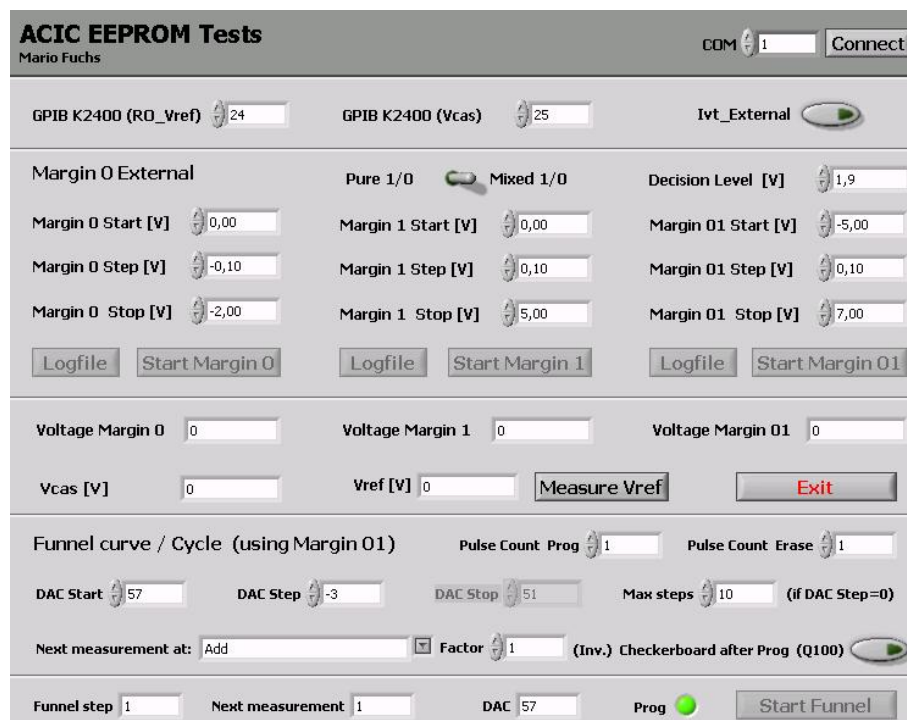 ACIC EEPROM Tests
Mario Fuchs
COM 1 Connect
GPIB K2400 (RO_Vref) 24 GPIB K2400 (Vcas) 25 Ivt_External
Margin 0 External Pure 1/0 Mixed 1/0 Decision Level [V] 1,9
Margin 0 Start [V] 0,00 Margin 1 Start [V] 0,00 Margin 01 Start [V] -5,00
Margin 0 Step [V] -0,10 Margin 1 Step [V] 0,10 Margin 01 Step [V] 0,10
Margin 0 Stop [V] -2,00 Margin 1 Stop [V] 5,00 Margin 01 Stop [V] 7,00
Logfile Start Margin 0 Logfile Start Margin 1 Logfile Start Margin 01
Voltage Margin 0 0 Voltage Margin 1 0 Voltage Margin 01 0
Vcas [V] 0 Vref [V] 0 Measure Vref Exit
Funnel curve / Cycle (using Margin 01) Pulse Count Prog 1 Pulse Count Erase 1
DAC Start 57 DAC Step -3 DAC Stop 51 Max steps 10 (if DAC Step=0)
Next measurement at: Add Factor 1 (Inv.) Checkerboard after Prog (Q100)
Funnel step 1 Next measurement 1 DAC 57 Prog Start Funnel